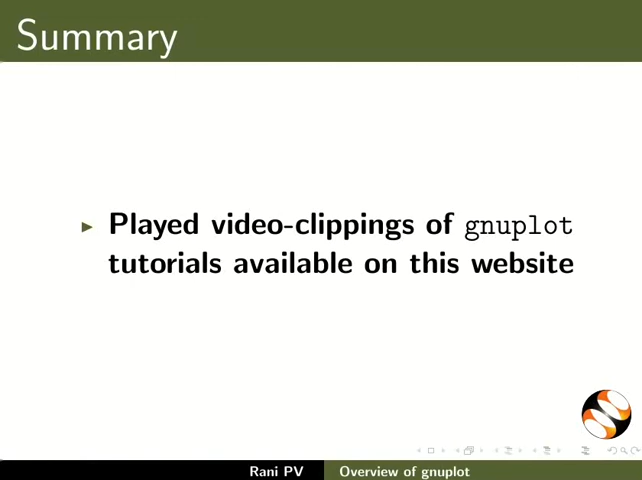 Summary
Played video-clippings of gnuplot
tutorials available on this website
Rani PV
Overview of gnuplot